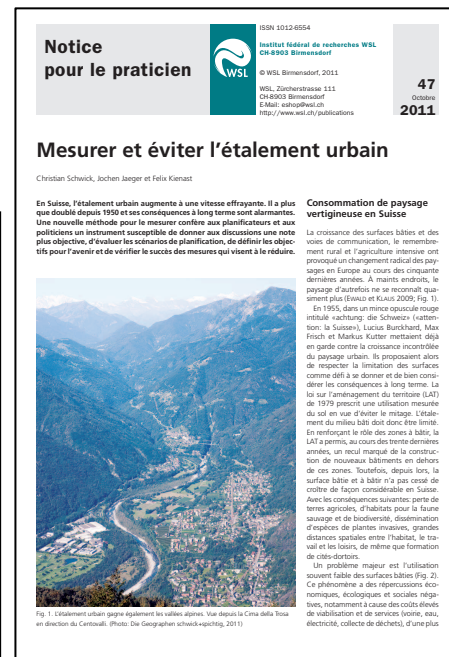 Notice
pour le praticien
WSL
ISSN 1012-6554
Institut fédéral de recherches WSL
CH-8903 Birmensdorf
© WSL Birmensdorf, 2011
WSL, Zürcherstrasse 111
CH-8903 Birmensdorf
E-Mail: eshop@wsl.ch
http://www.wsl.ch/publications
47
Octobre
2011
Mesurer et éviter l'étalement urbain
Christian Schwick, Jochen Jaeger et Felix Kienast
En Suisse, l'étalement urbain augmente à une vitesse effrayante. Il a plus
que doublé depuis 1950 et ses conséquences à long terme sont alarmantes.
Une nouvelle méthode pour le mesurer confère aux planificateurs et aux
politiciens un instrument susceptible de donner aux discussions une note
plus objective, d'évaluer les scénarios de planification, de définir les objec-
tifs pour l'avenir et de vérifier le succès des mesures qui visent à le réduire.
Fig. 1. L'étalement urbain gagne également les vallées alpines. Vue depuis la Cima della Trosa
en direction du Centovalli. (Photo: Die Geographen schwick+spichtig, 2011)
Consommation de paysage
vertigineuse en Suisse
La croissance des surfaces bâties et des
voies de communication, le remembre-
ment rural et l'agriculture intensive ont
provoqué un changement radical des pay-
sages en Europe au cours des cinquante
dernières années. À maints endroits, le
paysage d'autrefois ne se reconnaît qua-
siment plus (EWALD et KLAUS 2009; Fig. 1).
En 1955, dans un mince opuscule rouge
intitulé «achtung: die Schweiz» («atten-
tion: la Suisse»), Lucius Burckhard, Max
Frisch et Markus Kutter mettaient déjà
en garde contre la croissance incontrôlée
du paysage urbain. Ils proposaient alors
de respecter la limitation des surfaces
comme défi à se donner et de bien consi-
dérer les conséquences à long terme. La
loi sur l'aménagement du territoire (LAT)
de 1979 prescrit une utilisation mesurée
du sol en vue d'éviter le mitage. L'étale-
ment du milieu bâti doit donc être limité.
En renforçant le rôle des zones à bâtir, la
LAT a permis, au cours des trente dernières
années, un recul marqué de la construc-
tion de nouveaux bâtiments en dehors
de ces zones. Toutefois, depuis lors, la
surface bâtie et à bâtir n'a pas cessé de
croître de façon considérable en Suisse.
Avec les conséquences suivantes: perte de
terres agricoles, d'habitats pour la faune
sauvage et de biodiversité, dissémination
d'espèces de plantes invasives, grandes
distances spatiales entre l'habitat, le tra-
vail et les loisirs, de même que formation
de cités-dortoirs.
Un problème majeur est l'utilisation
souvent faible des surfaces bâties (Fig. 2).
Ce phénomène a des répercussions éco-
nomiques, écologiques et sociales néga-
tives, notamment à cause des coûts élevés
de viabilisation et de services (voirie, eau,
électricité, collecte de déchets), d'une plus